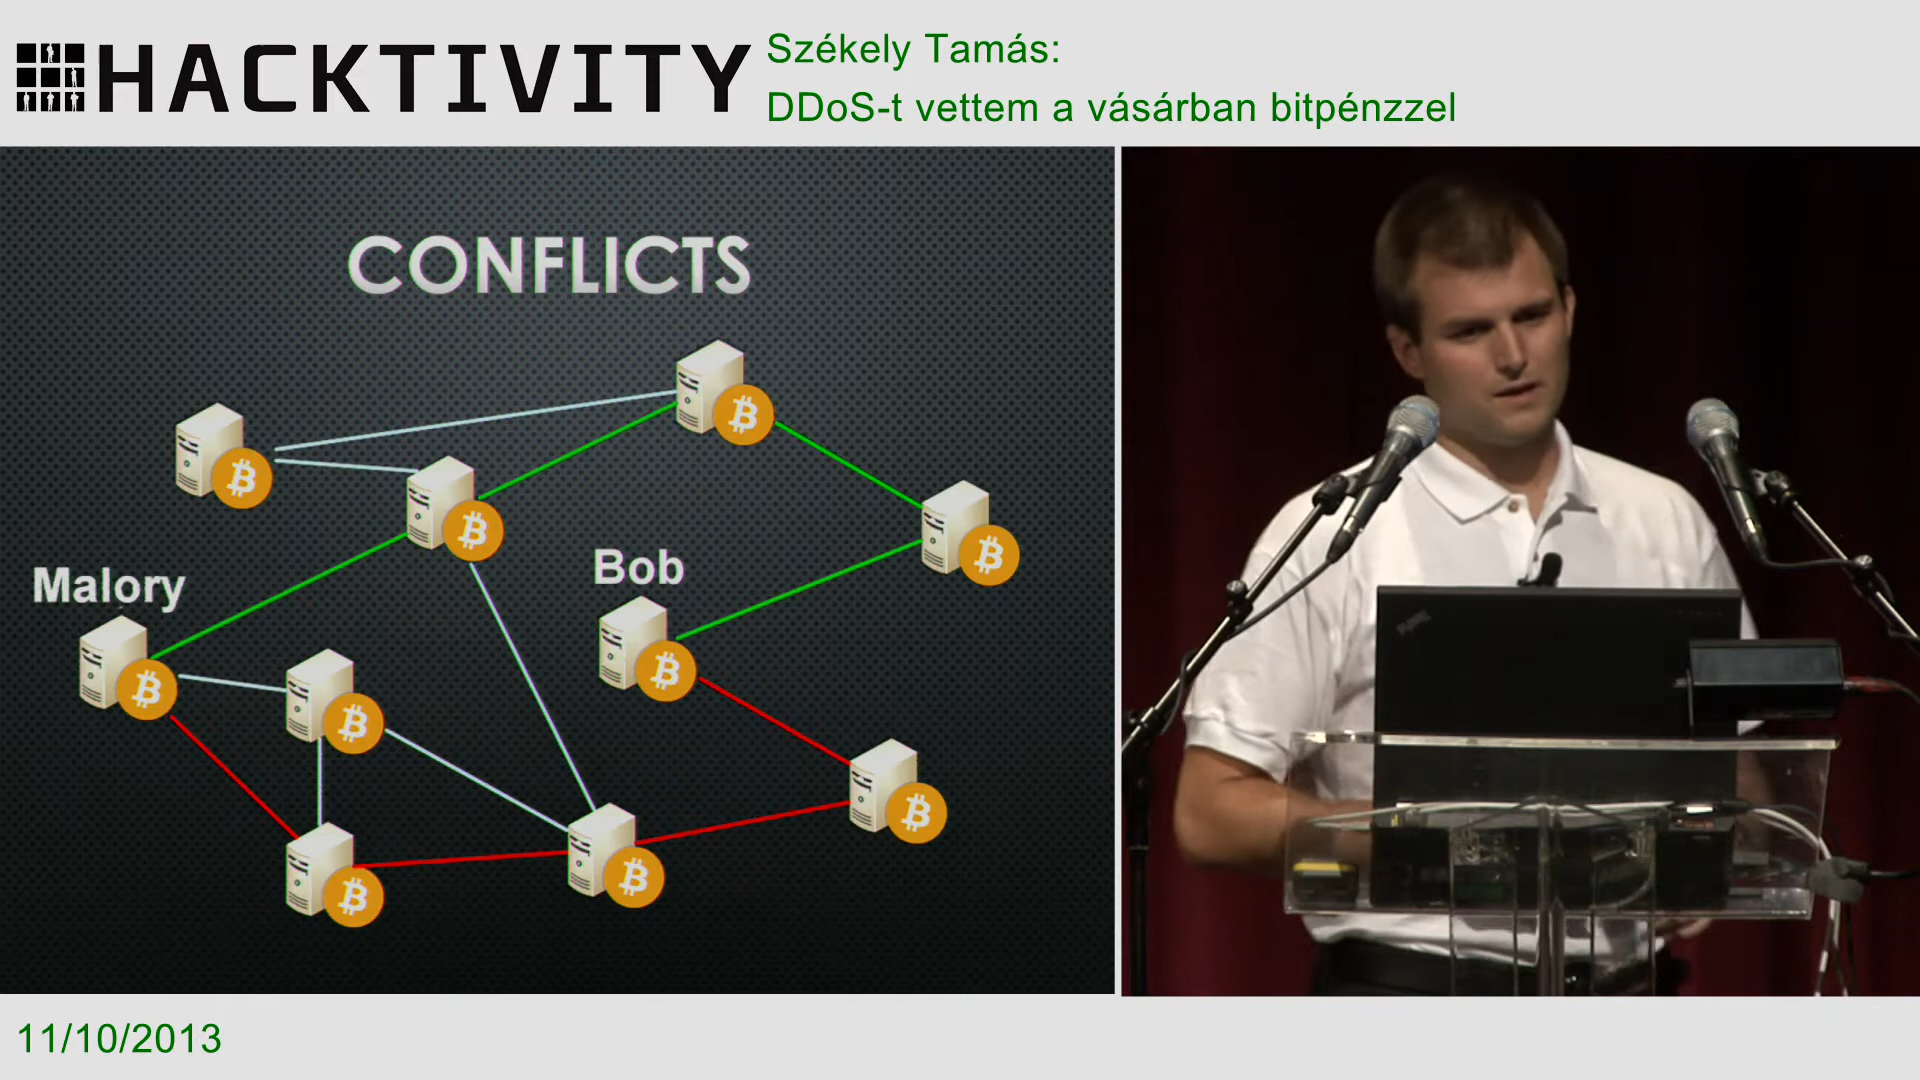 HACKTIVITY
Székely Tamás:
DDoS-t vettem a vásárban bitpénzzel
CONFLICTS
Bob
Malory
11/10/2013